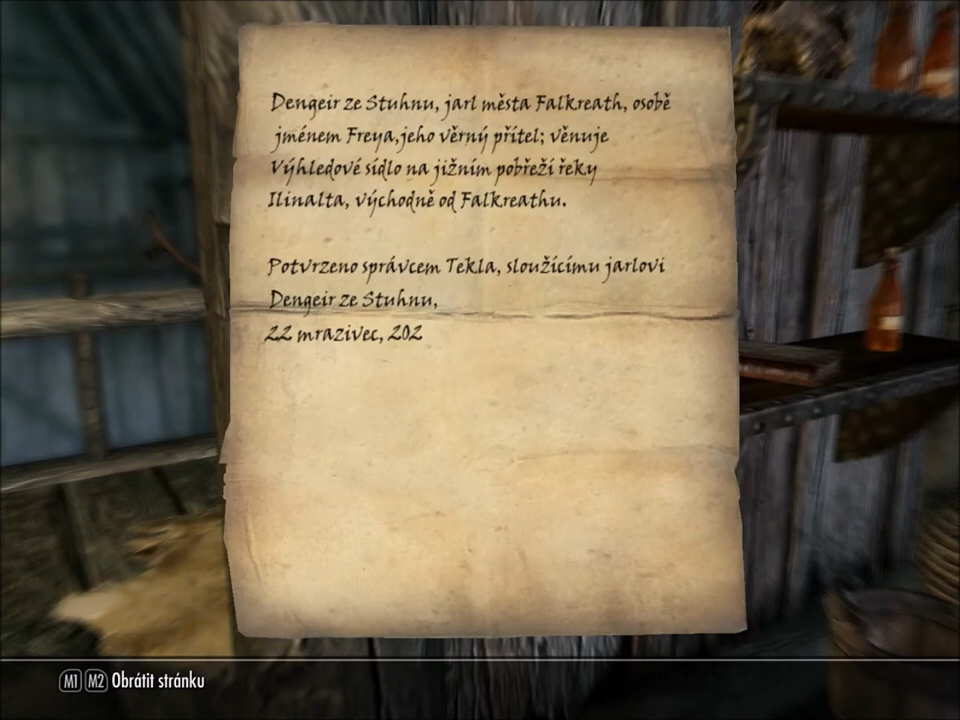 Dengeir ze Stuhnu, jarl města Falkreath, osobě
jménem Freya,jeho věrný přítel; věnuje
Výhledové sídlo na jižním pobřeží řeky
Ilinalta, východně od Falkreathu.
Potvrzeno správcem Tekla, sloužícímu jarlovi
Dengeir ze Stuhnu,
22 mrazivec, 202
M1 M2 Obrátit stránku